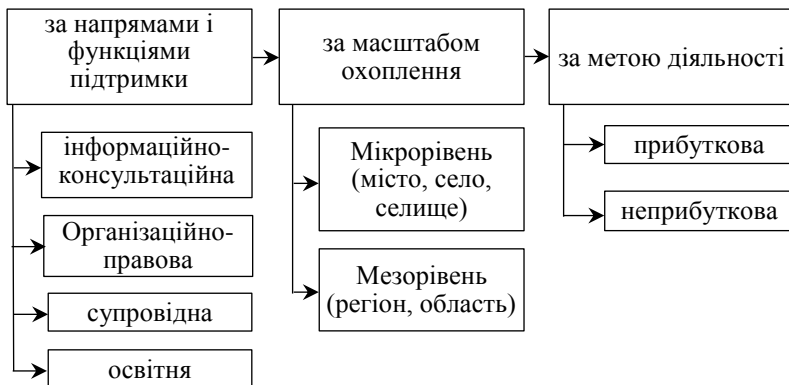 за напрямами і
функціями
підтримки
інформаційно-
консультаційна
Організаційно-
правова
супровідна
освітня
за масштабом
охоплення
Мікрорівень
(місто, село,
селище)
Мезорівень
(регіон, область)
за метою діяльності
прибуткова
неприбуткова